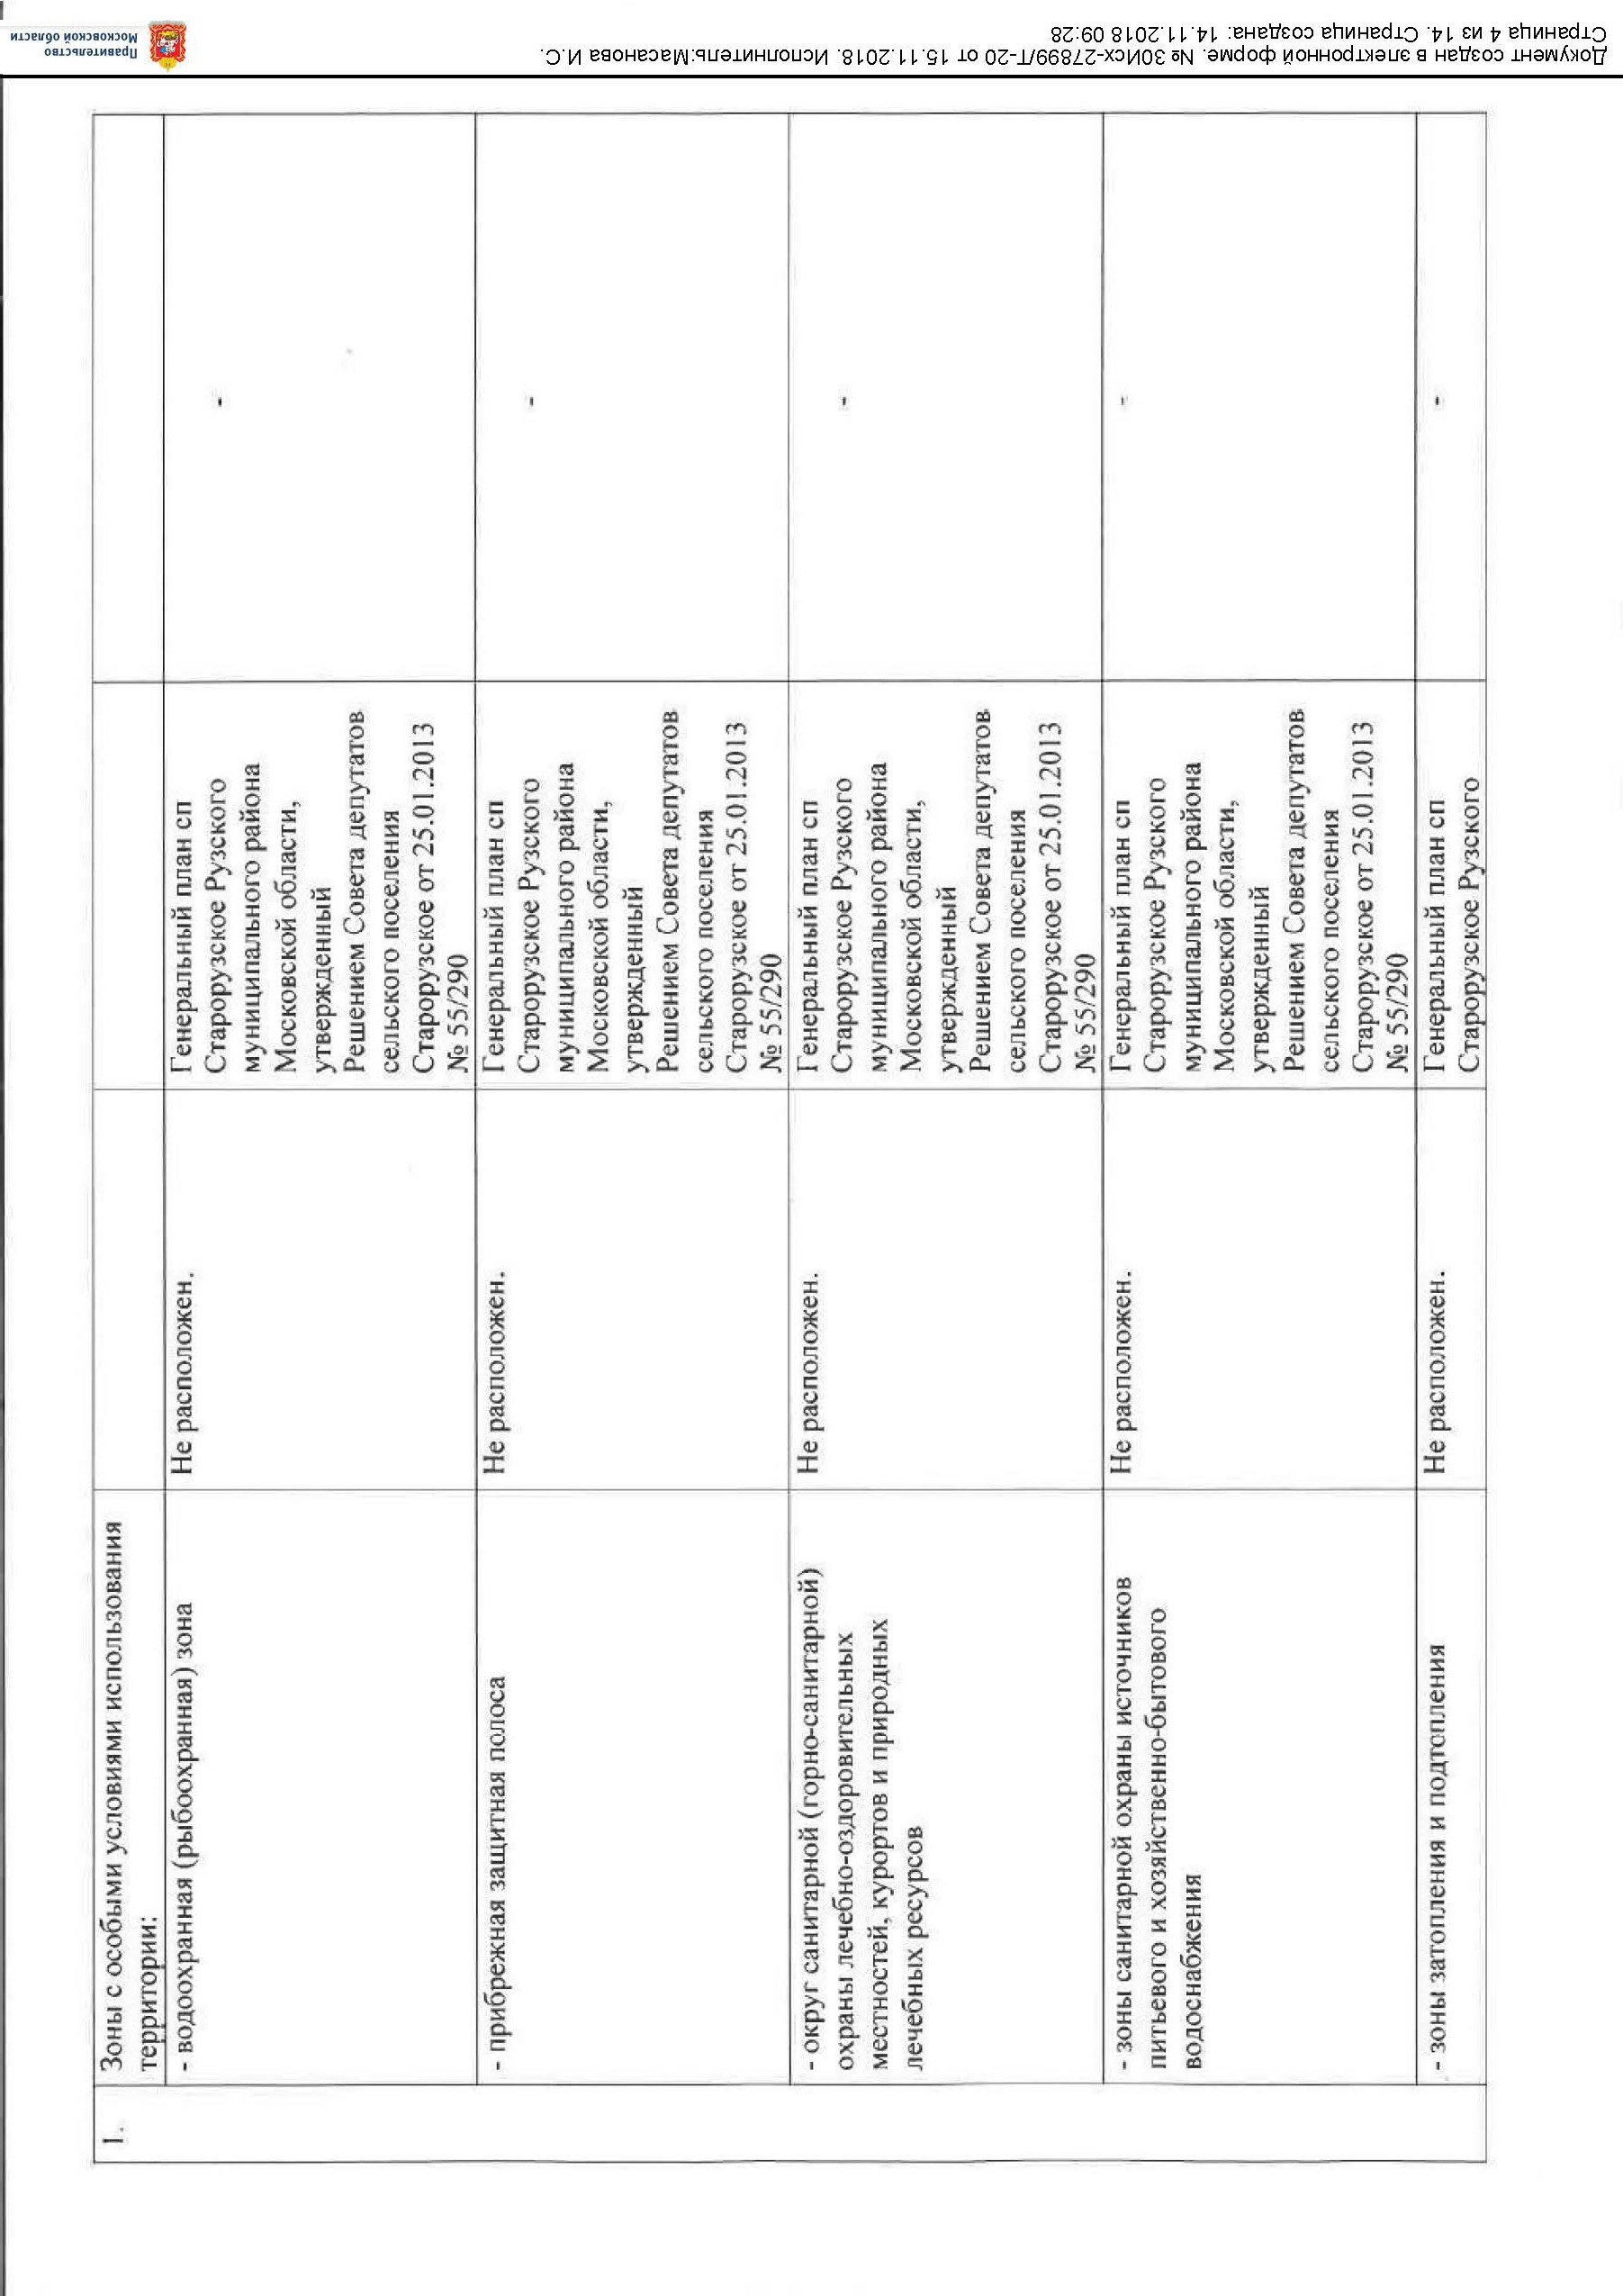 Документ создан в электронной форме. № 30Исх-27899/Т-20 от 15.11.2018. Исполнитель:Масанова И.С.
Страница 4 из 14. Страница создана: 14.11.2018 09:28
Правительство
Московской области
1.
Зоны с особыми условиями использования
территории:
- водоохранная (рыбоохранная) зона
Не расположен.
Генеральный план сп
Старорузское Рузского
муниципального района
Московской области,
утвержденный
Решением Совета депутатов
сельского поселения
Старорузское от 25.01.2013
№ 55/290
-
- прибрежная защитная полоса
Не расположен.
Генеральный план сп
Старорузское Рузского
муниципального района
Московской области,
утвержденный
Решением Совета депутатов
сельского поселения
Старорузское от 25.01.2013
№ 55/290
-
- округ санитарной (горно-санитарной)
охраны лечебно-оздоровительных
местностей, курортов и природных
лечебных ресурсов
Не расположен.
Генеральный план сп
Старорузское Рузского
муниципального района
Московской области,
утвержденный
Решением Совета депутатов
сельского поселения
Старорузское от 25.01.2013
№ 55/290
-
- зоны санитарной охраны источников
питьевого и хозяйственно-бытового
водоснабжения
Не расположен.
Генеральный план сп
Старорузское Рузского
муниципального района
Московской области,
утвержденный
Решением Совета депутатов
сельского поселения
Старорузское от 25.01.2013
№ 55/290
-
- зоны затопления и подтопления
Не расположен.
Генеральный план сп
Старорузское Рузского
-